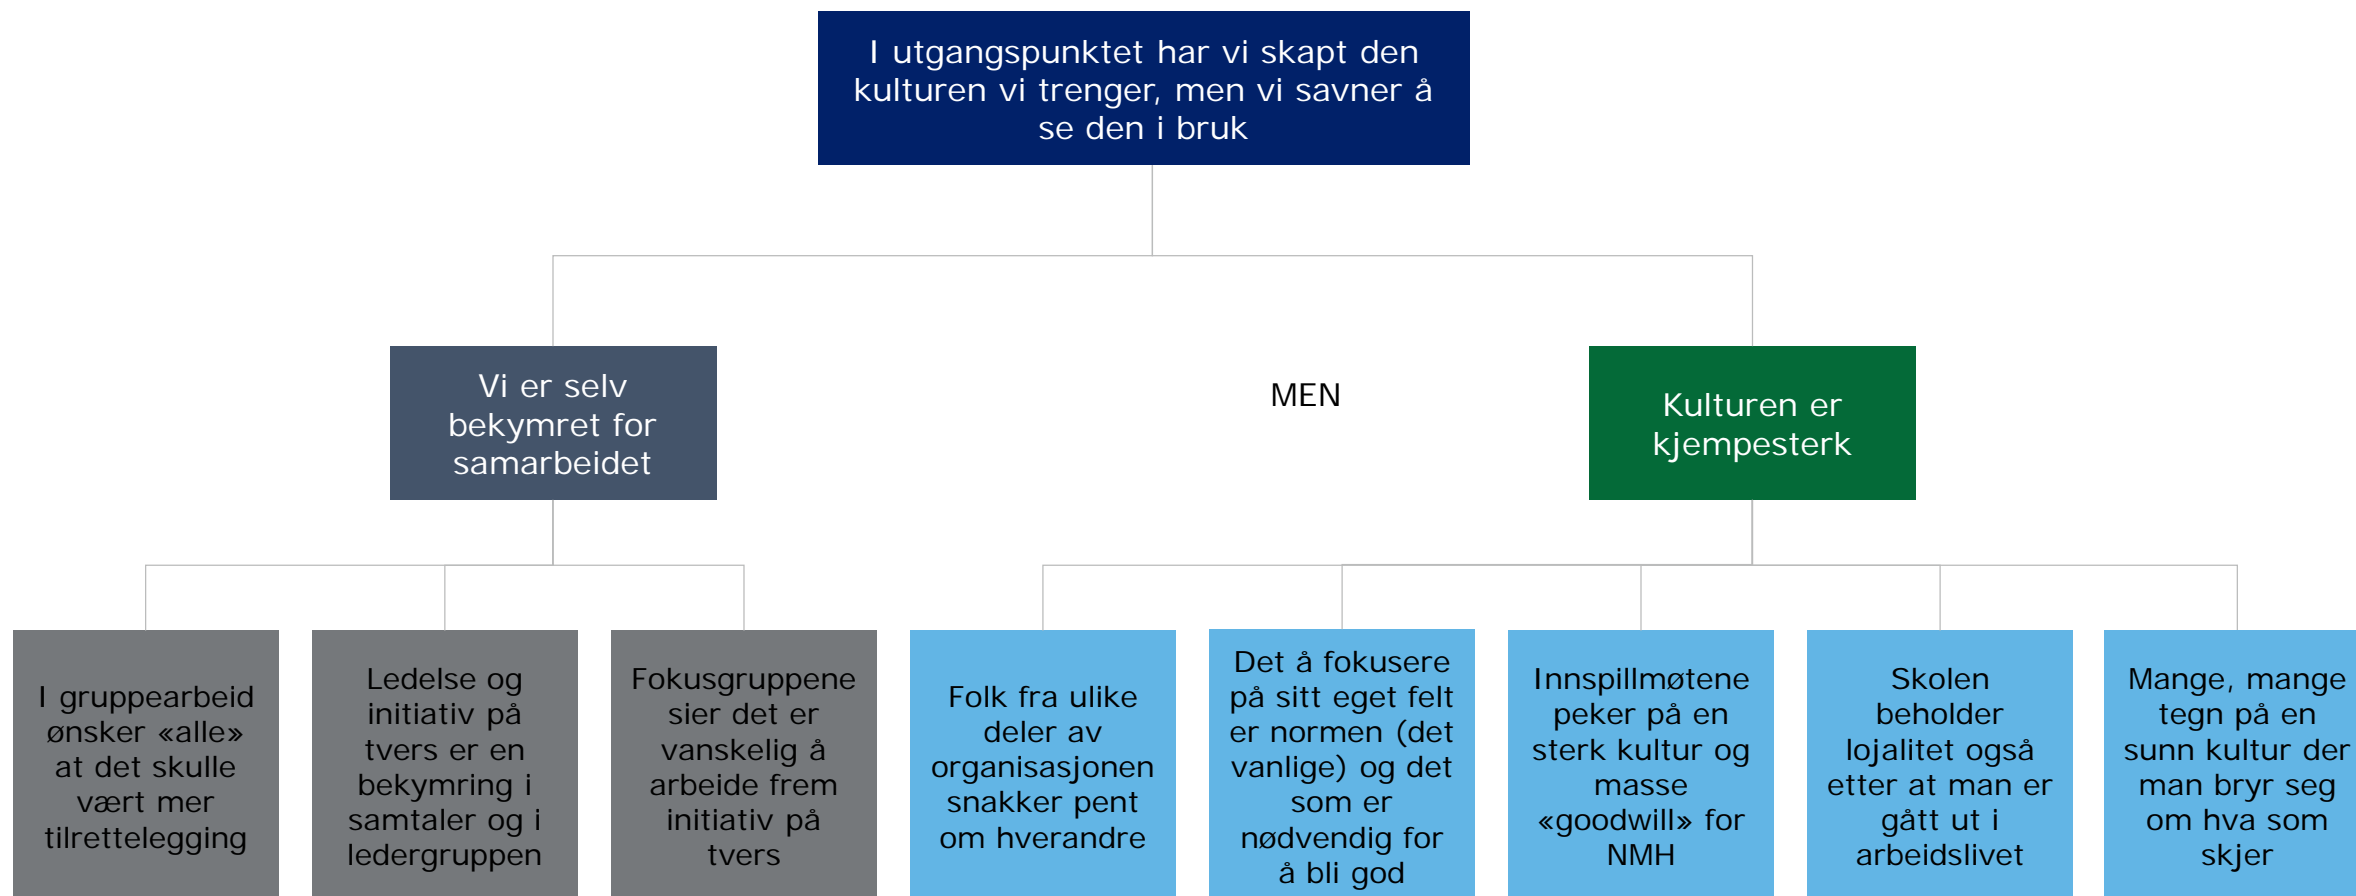 I utgangspunktet har vi skapt den
kulturen vi trenger, men vi savner å
se den i bruk
Vi er selv
bekymret for
samarbeidet
MEN
Kulturen er
kjempesterk
I gruppearbeid
ønsker «alle»
at det skulle
vært mer
tilrettelegging
Ledelse og
initiativ på
tvers er en
bekymring i
samtaler og i
ledergruppen
Fokusgruppene
sier det er
vanskelig å
arbeide frem
initiativ på
tvers
Folk fra ulike
deler av
organisasjonen
snakker pent
om hverandre
Det å fokusere
på sitt eget felt
er normen (det
vanlige) og det
som er
nødvendig for
å bli god
Innspillmøtene
peker på en
sterk kultur og
masse
«goodwill» for
NMH
Skolen
beholder
lojalitet også
etter at man er
gått ut i
arbeidslivet
Mange, mange
tegn på en
sunn kultur der
man bryr seg
om hva som
skjer